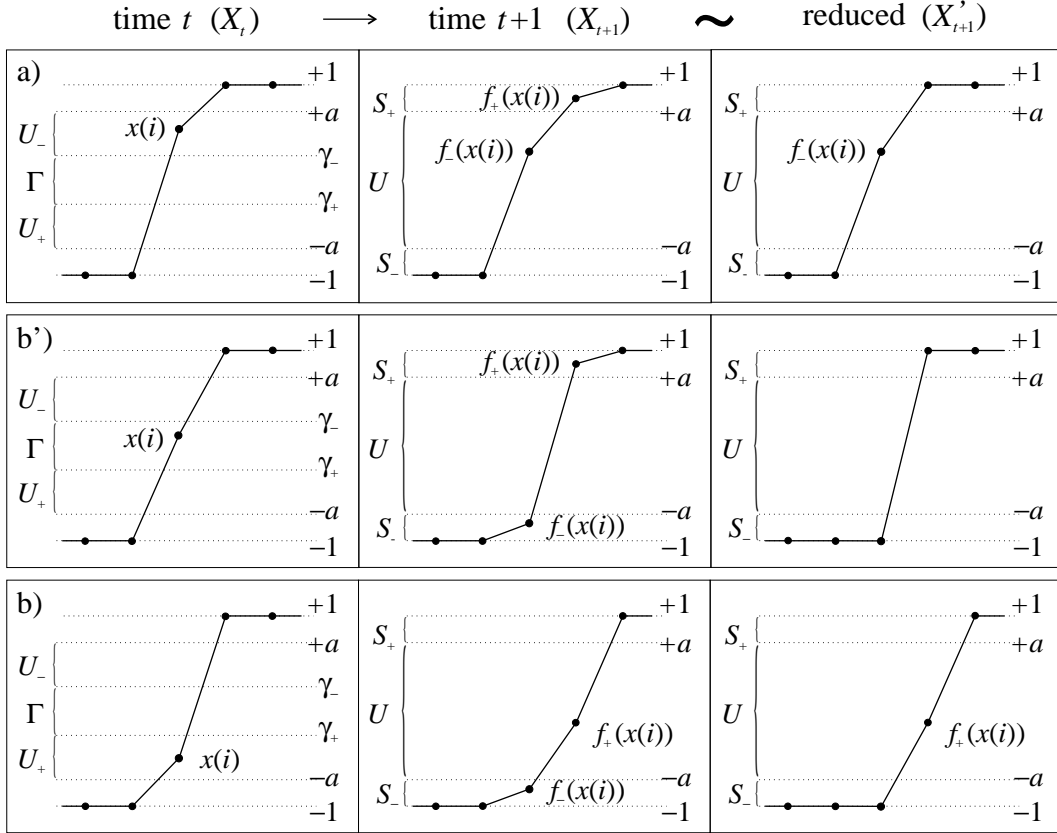 time t (X_t) → time t+1 (X_{t+1}) ~ reduced (X'_{t+1})
a)
+1
+a
x(i)
U_−
γ_−
Γ
γ_+
U_+
−a
−1
+1
S_+
f_+(x(i))
+a
f_−(x(i))
U
−a
S_-
−1
+1
S_+
+a
f_−(x(i))
U
−a
S_-
−1
b’)
+1
+a
U_−
γ_−
x(i)
Γ
γ_+
U_+
−a
−1
+1
S_+
f_+(x(i))
+a
U
−a
S_-
f_−(x(i))
−1
+1
S_+
+a
U
−a
S_−
−1
b)
+1
+a
U_−
γ_−
Γ
γ_+
U_+
x(i)
−a
−1
+1
S_+
+a
U
f_+(x(i))
−a
S_−
f_−(x(i))
−1
+1
S_+
+a
U
f_+(x(i))
−a
S_−
−1